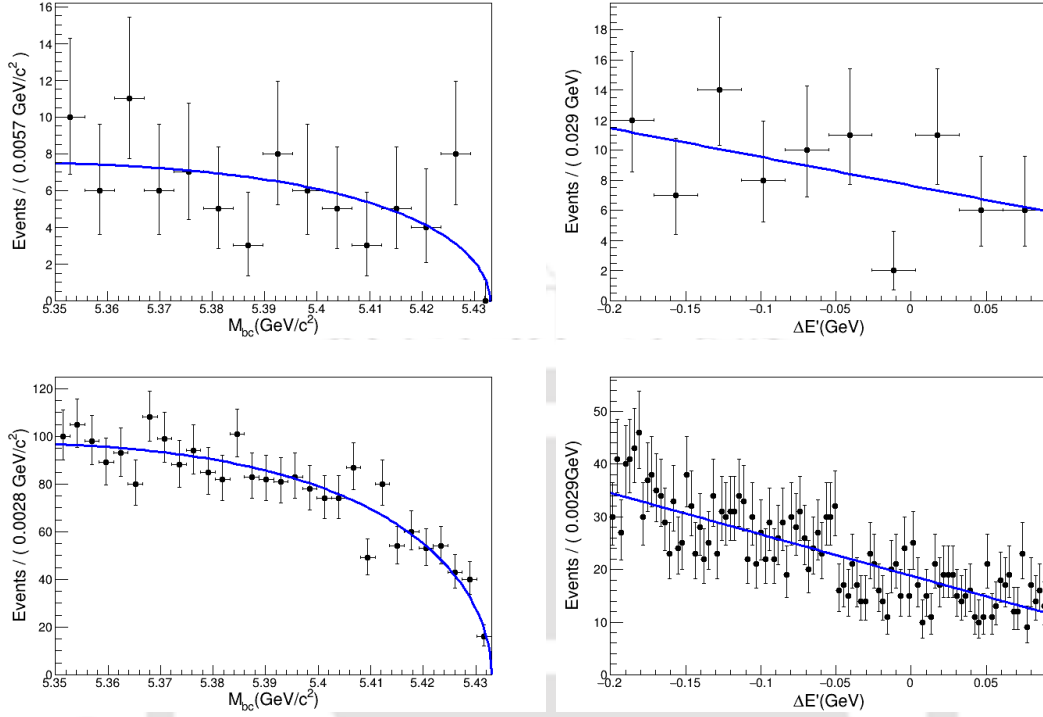 16
14
12
10
8
6
4
2
0
Events / ( 0.0057 GeV/c²)
5.35 5.36 5.37 5.38 5.39 5.4 5.41 5.42 5.43
M_bc(GeV/c²)
18
16
14
12
10
8
6
4
2
0
Events / ( 0.029 GeV)
−0.2 −0.15 −0.1 −0.05 0 0.05
ΔE'(GeV)
120
100
80
60
40
20
0
Events / ( 0.0028 GeV/c²)
5.35 5.36 5.37 5.38 5.39 5.4 5.41 5.42 5.43
M_bc(GeV/c²)
50
40
30
20
10
0
Events / ( 0.0029GeV)
−0.2 −0.15 −0.1 −0.05 0 0.05
ΔE'(GeV)